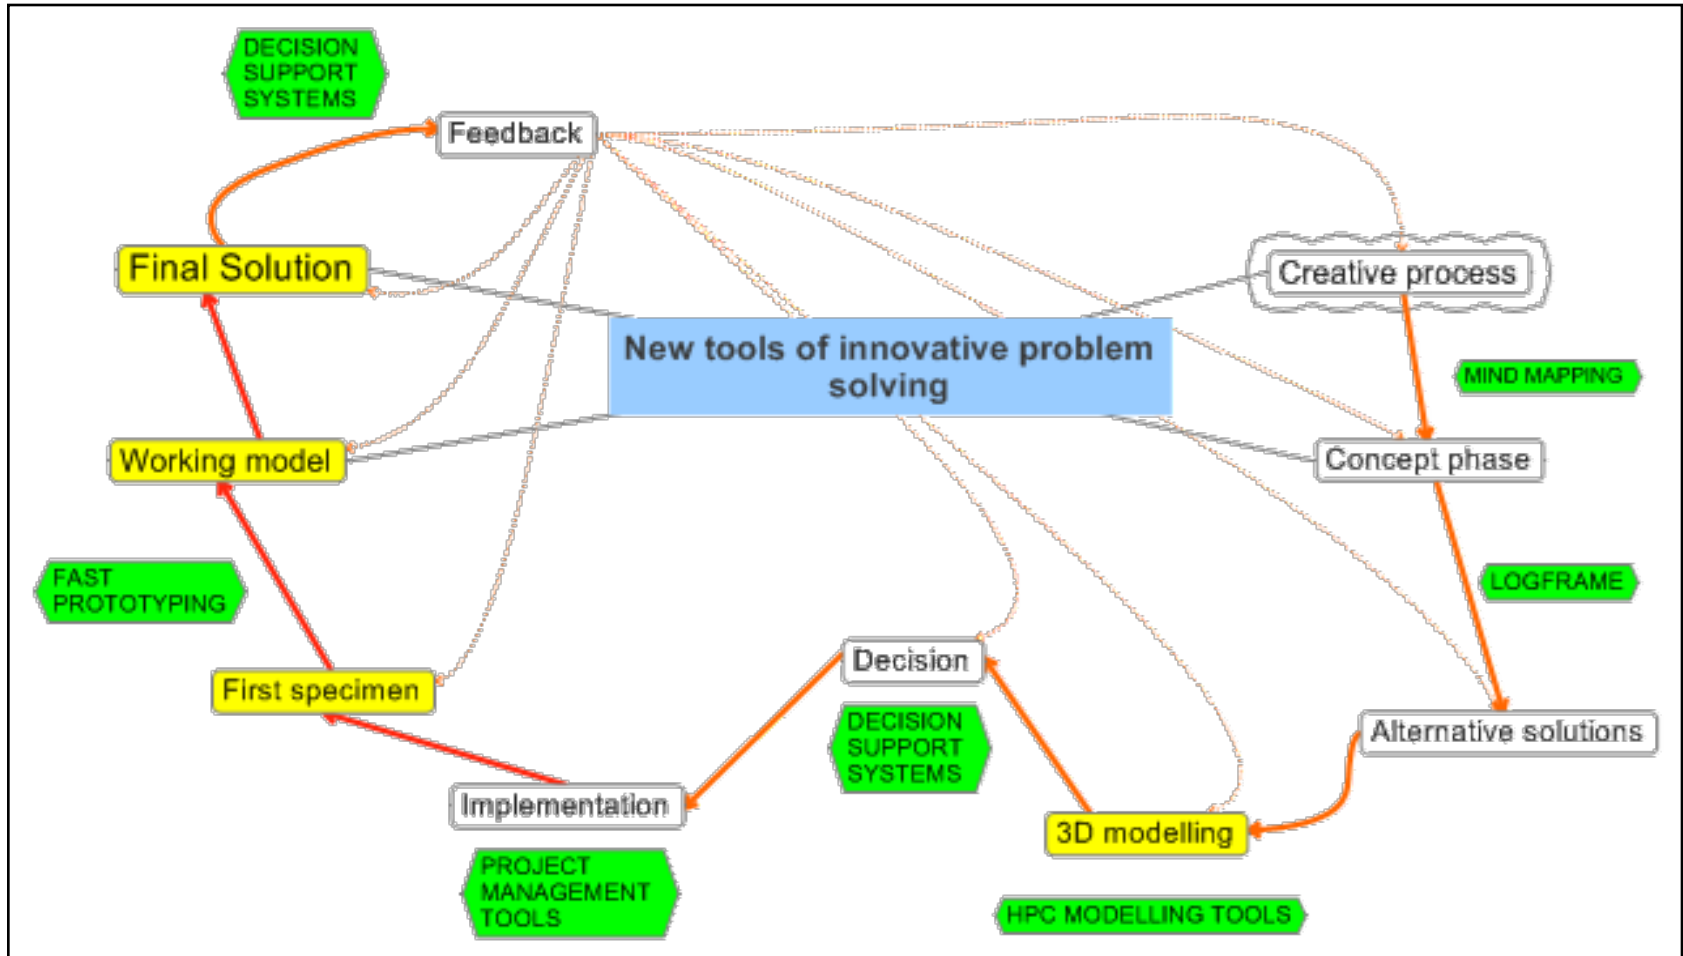 DECISION
SUPPORT
SYSTEMS
Feedback
Final Solution
Creative process
New tools of innovative problem
solving
MIND MAPPING
Working model
Concept phase
FAST
PROTOTYPING
LOGFRAME
Decision
First specimen
DECISION
SUPPORT
SYSTEMS
Alternative solutions
Implementation
3D modelling
PROJECT
MANAGEMENT
TOOLS
HPC MODELLING TOOLS